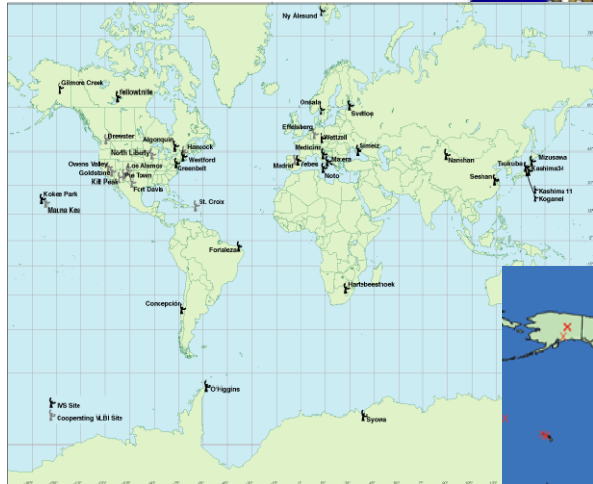 Ny Ålesund
Gilmore Creek
Yellowknife
Onsala
Svetloe
Effelsberg
Wettzell
Brewster
Algonquin
Hancock
North Liberty
Westford
Medicina
Matera
Simeiz
Nanshan
Mizusawa
Tsukuba
Kashima34
Owens Valley
Los Alamos
Greenbelt
Goldstone
Pie Town
Madrid
Yebes
Noto
Seshan
Kitt Peak
Fort Davis
Kashima 11
Koganei
Kokee Park
Mauna Kea
St. Croix
Fortaleza
Hartebeesthoek
Concepción
O'Higgins
IVS Site
Cooperating VLBI Site
Syowa